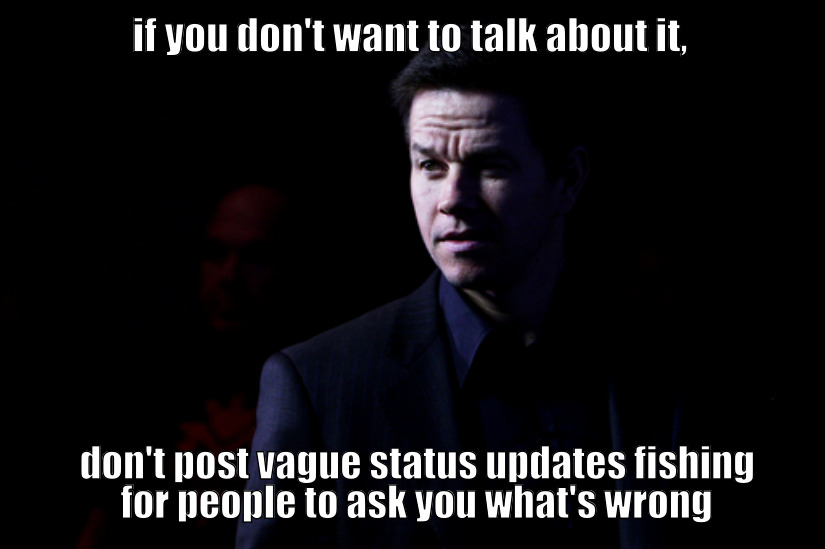 if you don't want to talk about it,
don't post vague status updates fishing
for people to ask you what's wrong